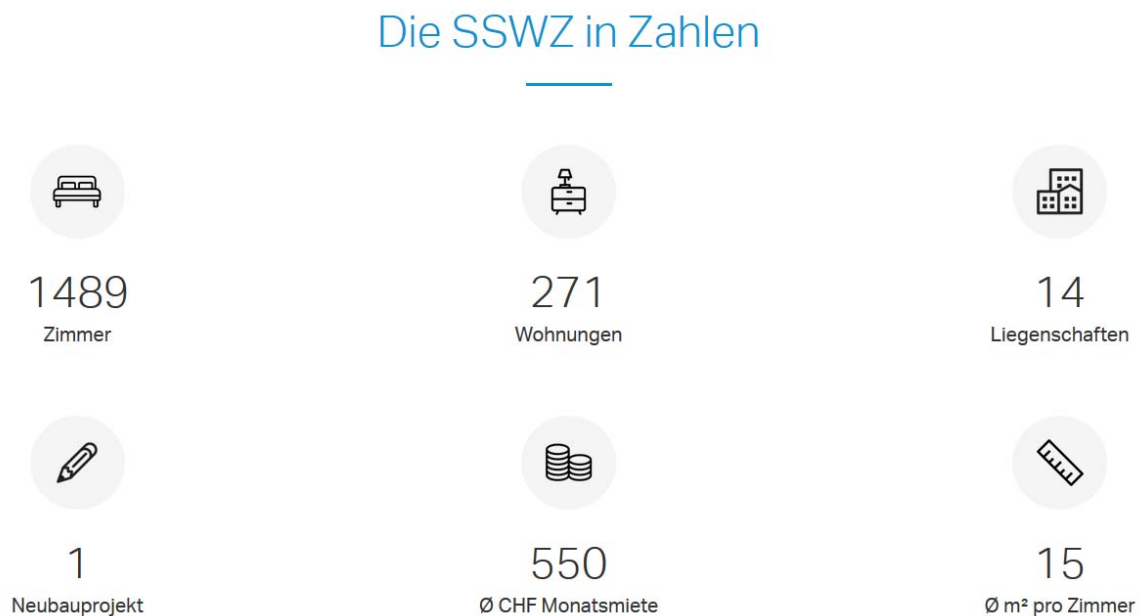 Die SSWZ in Zahlen
1489
Zimmer
271
Wohnungen
14
Liegenschaften
1
Neubauprojekt
550
Ø CHF Monatsmiete
15
Ø m² pro Zimmer